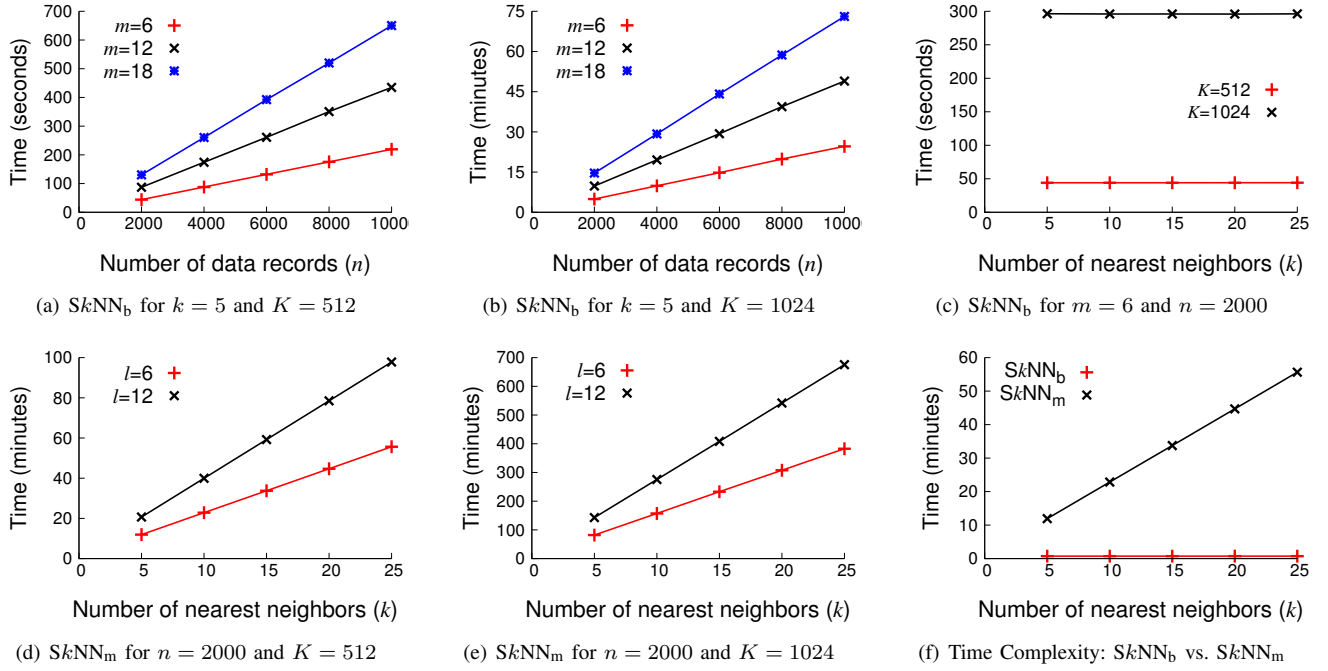 Time (seconds)
700
600
500
400
300
200
100
0
m=6
m=12
m=18
0 2000 4000 6000 8000 1000
Number of data records (n)
(a) SkNNb for k = 5 and K = 512
Time (minutes)
75
60
45
30
15
0
m=6
m=12
m=18
0 2000 4000 6000 8000 1000
Number of data records (n)
(b) SkNNb for k = 5 and K = 1024
Time (seconds)
300
250
200
150
100
50
0
K=512
K=1024
0 5 10 15 20 25
Number of nearest neighbors (k)
(c) SkNNb for m = 6 and n = 2000
Time (minutes)
100
80
60
40
20
0
l=6
l=12
0 5 10 15 20 25
Number of nearest neighbors (k)
(d) SkNNm for n = 2000 and K = 512
Time (minutes)
700
600
500
400
300
200
100
0
l=6
l=12
0 5 10 15 20 25
Number of nearest neighbors (k)
(e) SkNNm for n = 2000 and K = 1024
Time (minutes)
60
50
40
30
20
10
0
SkNNb
SkNNm
0 5 10 15 20 25
Number of nearest neighbors (k)
(f) Time Complexity: SkNNb vs. SkNNm